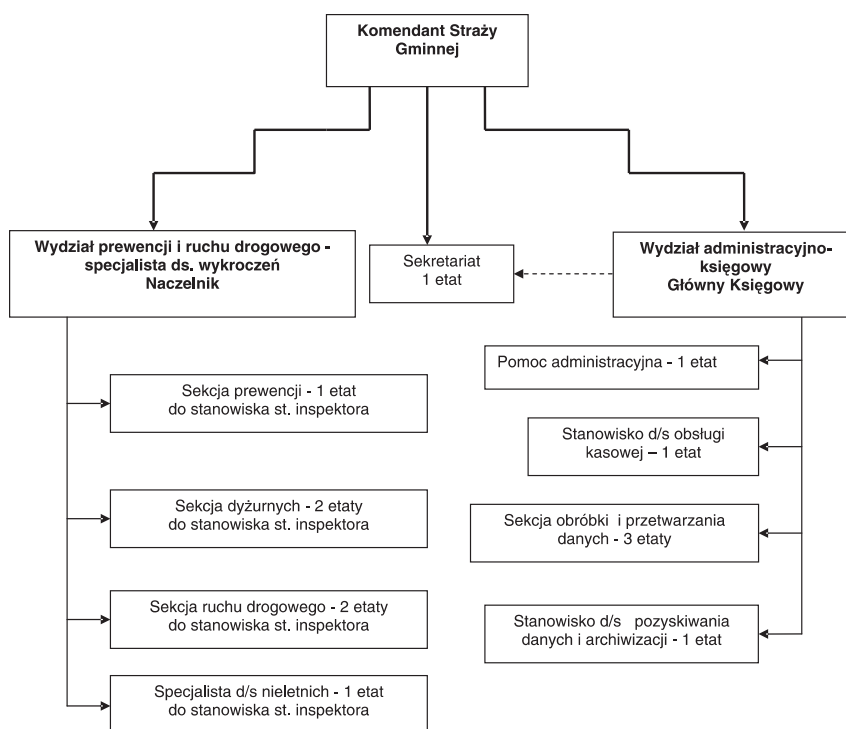 Komendant Straży
Gminnej
Wydział prewencji i ruchu drogowego -
specjalista ds. wykroczeń
Naczelnik
Sekretariat
1 etat
Wydział administracyjno-
księgowy
Główny Księgowy
Sekcja prewencji - 1 etat
do stanowiska st. inspektora
Sekcja dyżurnych - 2 etaty
do stanowiska st. inspektora
Sekcja ruchu drogowego - 2 etaty
do stanowiska st. inspektora
Specjalista d/s nieletnich - 1 etat
do stanowiska st. inspektora
Pomoc administracyjna - 1 etat
Stanowisko d/s obsługi
kasowej – 1 etat
Sekcja obróbki i przetwarzania
danych - 3 etaty
Stanowisko d/s pozyskiwania
danych i archiwizacji - 1 etat